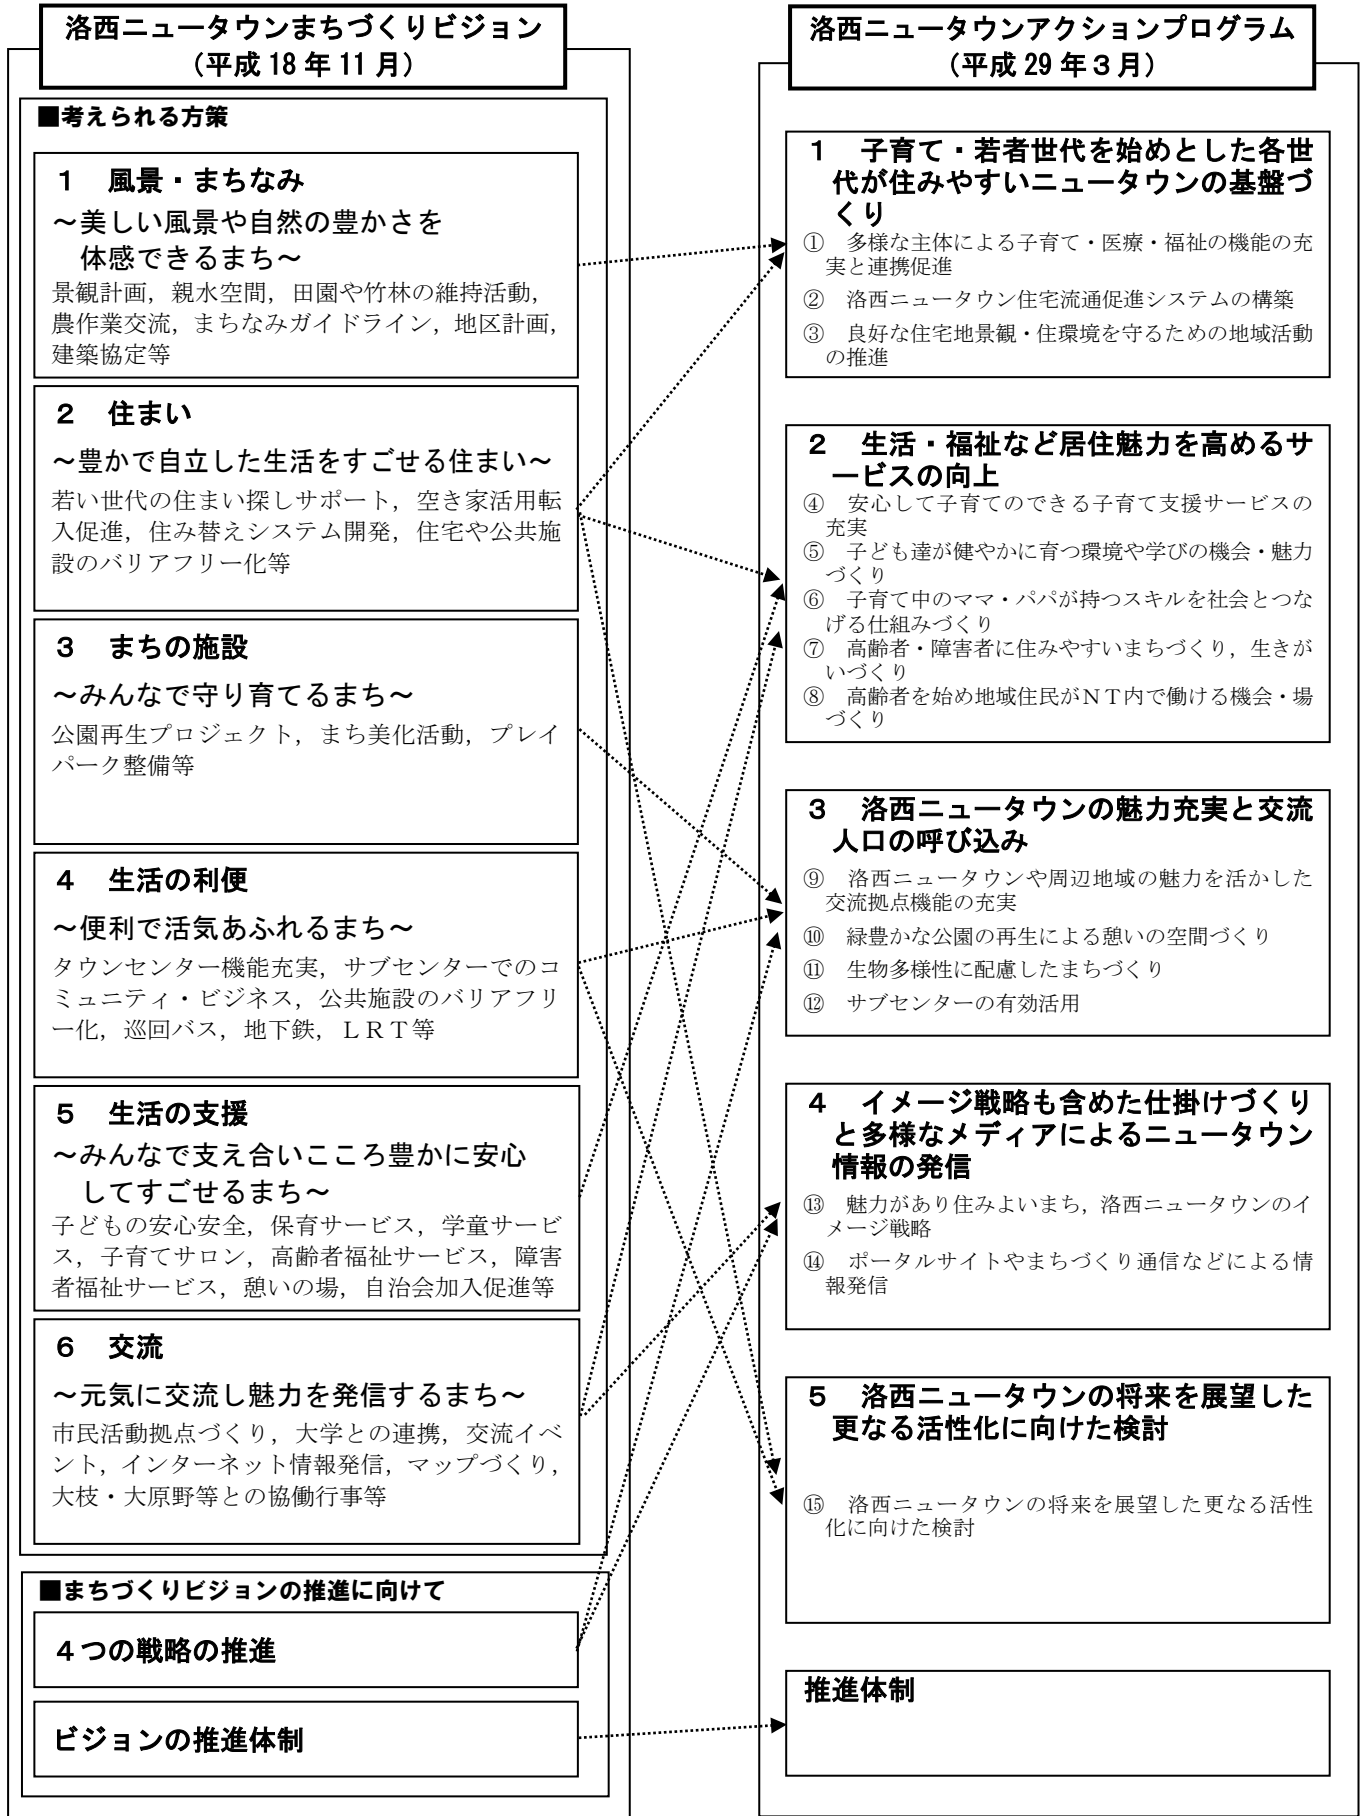 洛西ニュータウンまちづくりビジョン
（平成 18 年 11 月）
■考えられる方策
１　風景・まちなみ
～美しい風景や自然の豊かさを
体感できるまち～
景観計画，親水空間，田園や竹林の維持活動，
農作業交流，まちなみガイドライン，地区計画，
建築協定等
２　住まい
～豊かで自立した生活をすごせる住まい～
若い世代の住まい探しサポート，空き家活用転
入促進，住み替えシステム開発，住宅や公共施
設のバリアフリー化等
３　まちの施設
～みんなで守り育てるまち～
公園再生プロジェクト，まち美化活動，プレイ
パーク整備等
４　生活の利便
～便利で活気あふれるまち～
タウンセンター機能充実，サブセンターでのコ
ミュニティ・ビジネス，公共施設のバリアフリ
ー化，巡回バス，地下鉄，ＬＲＴ等
５　生活の支援
～みんなで支え合いこころ豊かに安心
してすごせるまち～
子どもの安心安全，保育サービス，学童サービ
ス，子育てサロン，高齢者福祉サービス，障害
者福祉サービス，憩いの場，自治会加入促進等
６　交流
～元気に交流し魅力を発信するまち～
市民活動拠点づくり，大学との連携，交流イベ
ント，インターネット情報発信，マップづくり，
大枝・大原野等との協働行事等
■まちづくりビジョンの推進に向けて
４つの戦略の推進
ビジョンの推進体制
洛西ニュータウンアクションプログラム
（平成 29 年３月）
１　子育て・若者世代を始めとした各世
代が住みやすいニュータウンの基盤づ
くり
①　多様な主体による子育て・医療・福祉の機能の充
実と連携促進
②　洛西ニュータウン住宅流通促進システムの構築
③　良好な住宅地景観・住環境を守るための地域活動
の推進
２　生活・福祉など居住魅力を高めるサ
ービスの向上
④　安心して子育てのできる子育て支援サービスの
充実
⑤　子ども達が健やかに育つ環境や学びの機会・魅力
づくり
⑥　子育て中のママ・パパが持つスキルを社会とつな
げる仕組みづくり
⑦　高齢者・障害者に住みやすいまちづくり，生きが
いづくり
⑧　高齢者を始め地域住民がＮＴ内で働ける機会・場
づくり
３　洛西ニュータウンの魅力充実と交流
人口の呼び込み
⑨　洛西ニュータウンや周辺地域の魅力を活かした
交流拠点機能の充実
⑩　緑豊かな公園の再生による憩いの空間づくり
⑪　生物多様性に配慮したまちづくり
⑫　サブセンターの有効活用
４　イメージ戦略も含めた仕掛けづくり
と多様なメディアによるニュータウン
情報の発信
⑬　魅力があり住みよいまち，洛西ニュータウンのイ
メージ戦略
⑭　ポータルサイトやまちづくり通信などによる情
報発信
５　洛西ニュータウンの将来を展望した
更なる活性化に向けた検討
⑮　洛西ニュータウンの将来を展望した更なる活性
化に向けた検討
推進体制